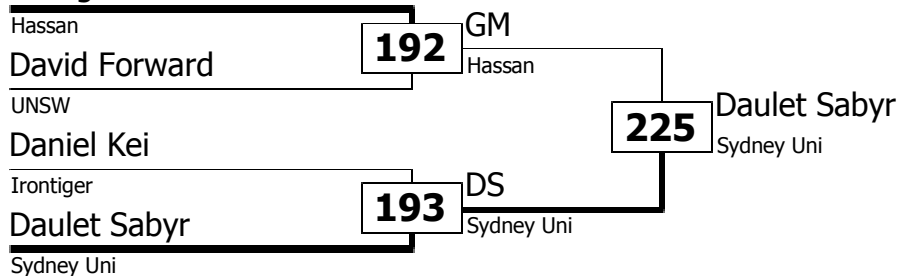 Hassan
David Forward
UNSW
Daniel Kei
Irontiger
Daulet Sabyr
Sydney Uni
192
193
GM
Hassan
DS
Sydney Uni
225
Daulet Sabyr
Sydney Uni